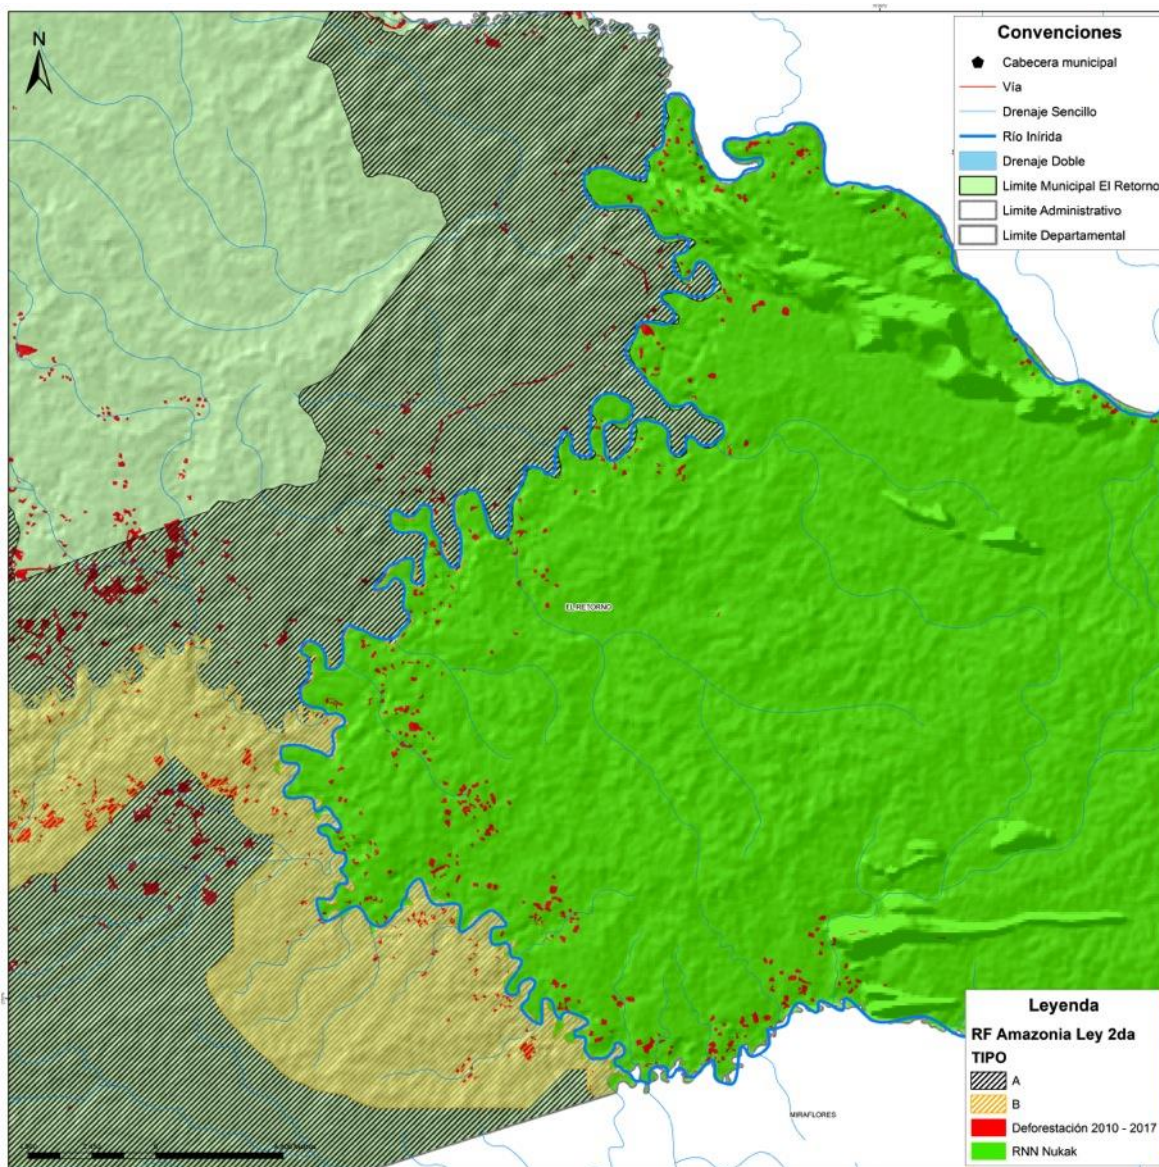 N
Convenciones
Cabecera municipal
Vía
Drenaje Sencillo
Río Inírida
Drenaje Doble
Limite Municipal El Retorno
Limite Administrativo
Limite Departamental
EL RETORNO
Leyenda
RF Amazonia Ley 2da
TIPO
A
B
Deforestación 2010 - 2017
RNN Nukak
MIRAFLORES